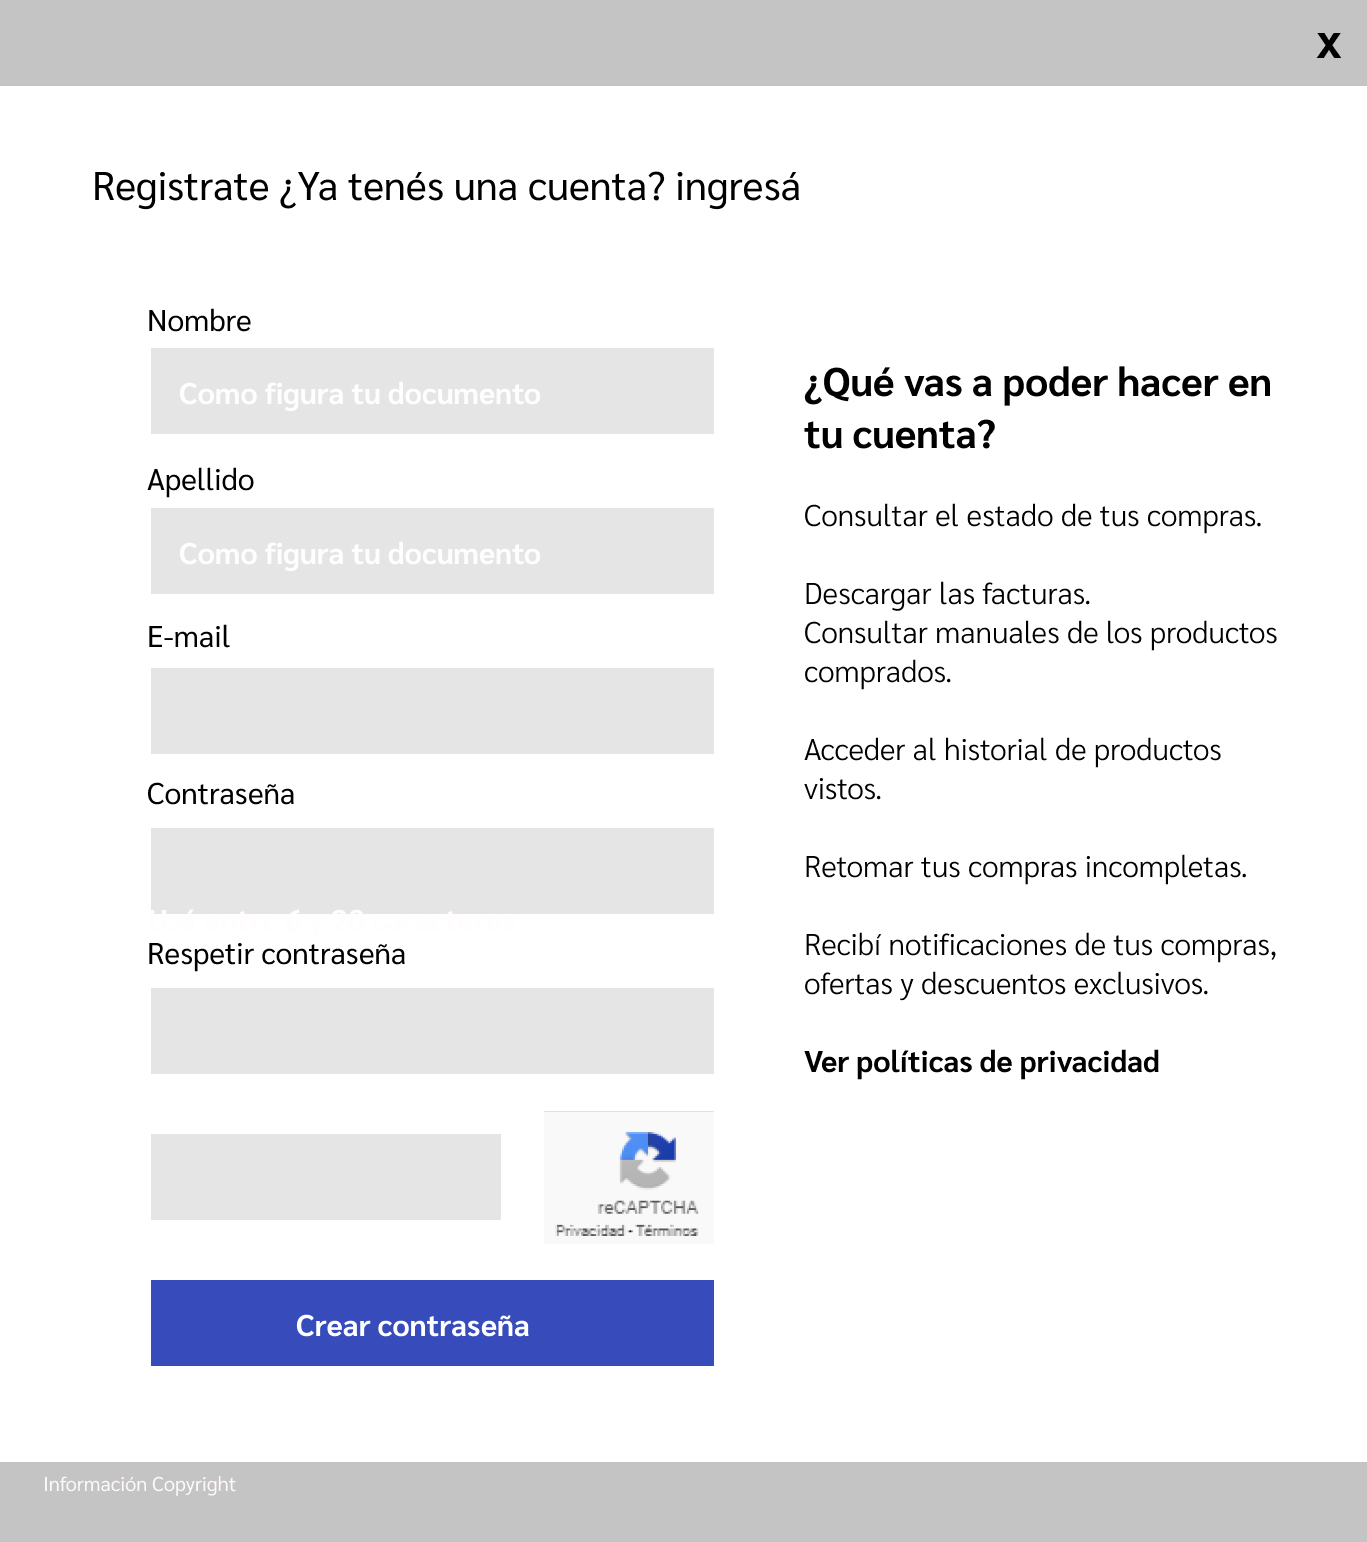 X
Registrate ¿Ya tenés una cuenta? ingresá
Nombre
Como figura tu documento
Apellido
Como figura tu documento
E-mail
Contraseña
Respetir contraseña
reCAPTCHA
Privacidad - Términos
Crear contraseña
¿Qué vas a poder hacer en
tu cuenta?
Consultar el estado de tus compras.
Descargar las facturas.
Consultar manuales de los productos
comprados.
Acceder al historial de productos
vistos.
Retomar tus compras incompletas.
Recibí notificaciones de tus compras,
ofertas y descuentos exclusivos.
Ver políticas de privacidad
Información Copyright